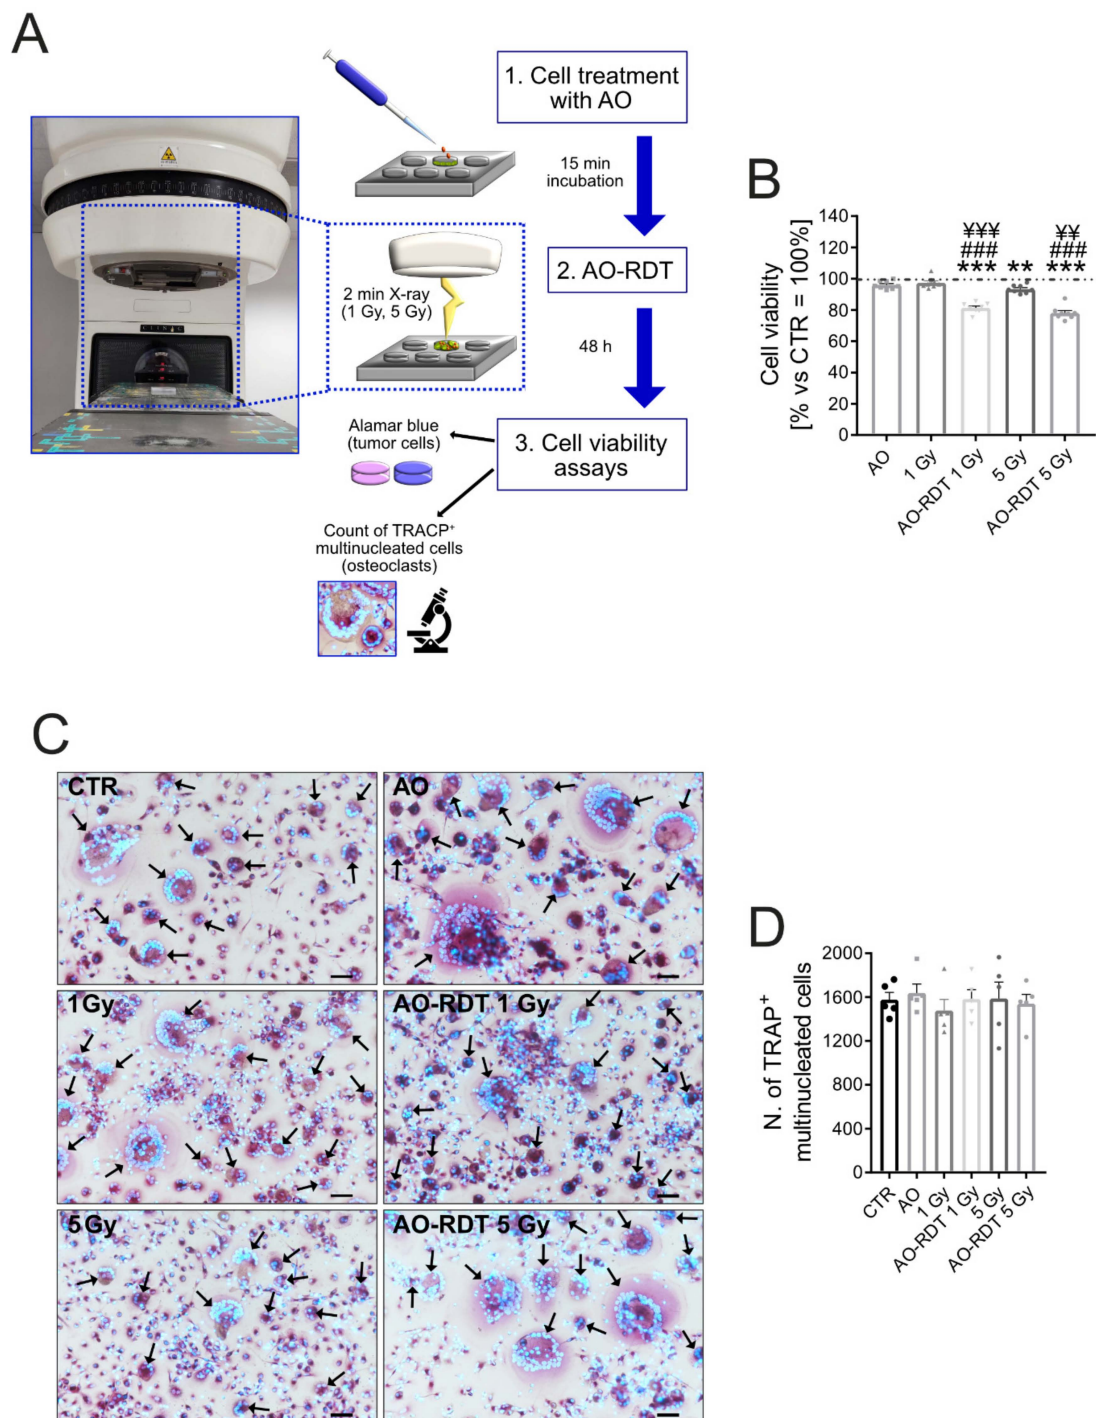 A
1. Cell treatment
with AO
15 min
incubation
2. AO-RDT
2 min X-ray
(1 Gy, 5 Gy)
48 h
3. Cell viability
assays
Alamar blue
(tumor cells)
Count of TRACP⁺
multinucleated cells
(osteoclasts)
CLINAC
B
Cell viability
[% vs CTR = 100%]
140
120
100
80
60
40
20
0
¥¥¥
###
***
**
¥¥
###
***
AO
1 Gy
AO-RDT 1 Gy
5 Gy
AO-RDT 5 Gy
C
CTR
AO
1 Gy
AO-RDT 1 Gy
5 Gy
AO-RDT 5 Gy
D
N. of TRAP⁺
multinucleated cells
2000
1600
1200
800
400
0
CTR
AO
1 Gy
AO-RDT 1 Gy
5 Gy
AO-RDT 5 Gy